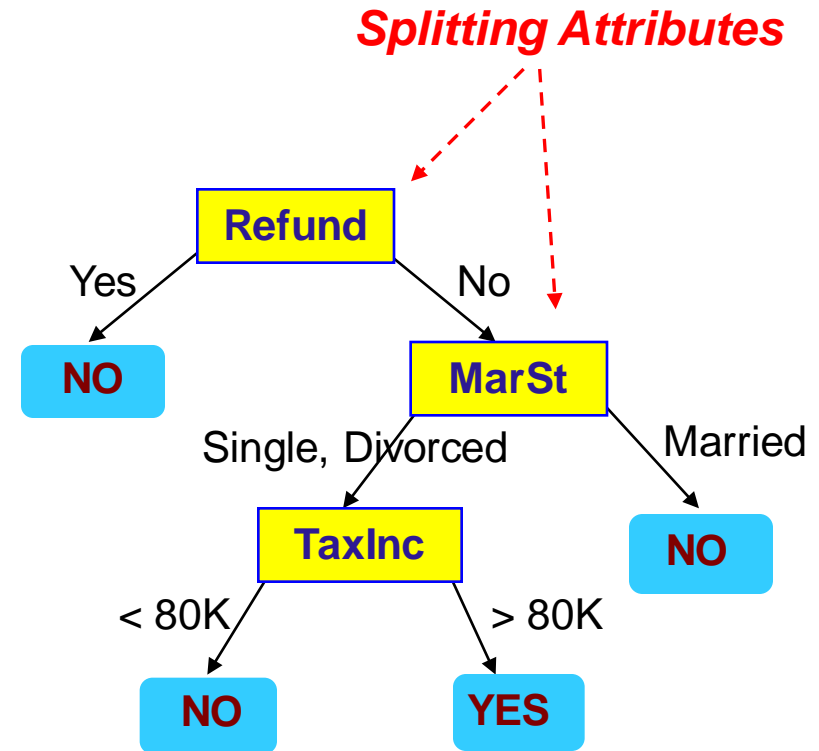 Splitting Attributes
Refund
Yes
No
NO
MarSt
Single, Divorced
Married
TaxInc
NO
< 80K
> 80K
NO
YES